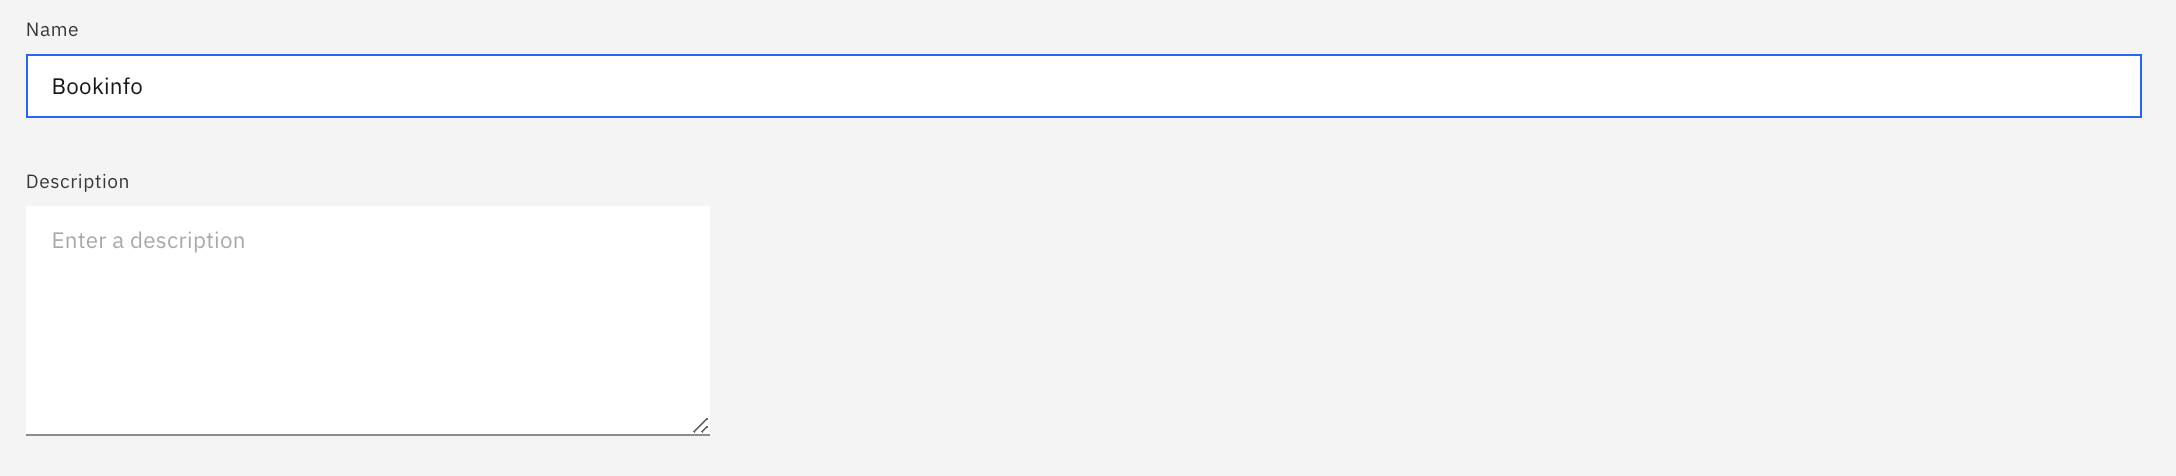 Name
Bookinfo
Description
Enter a description